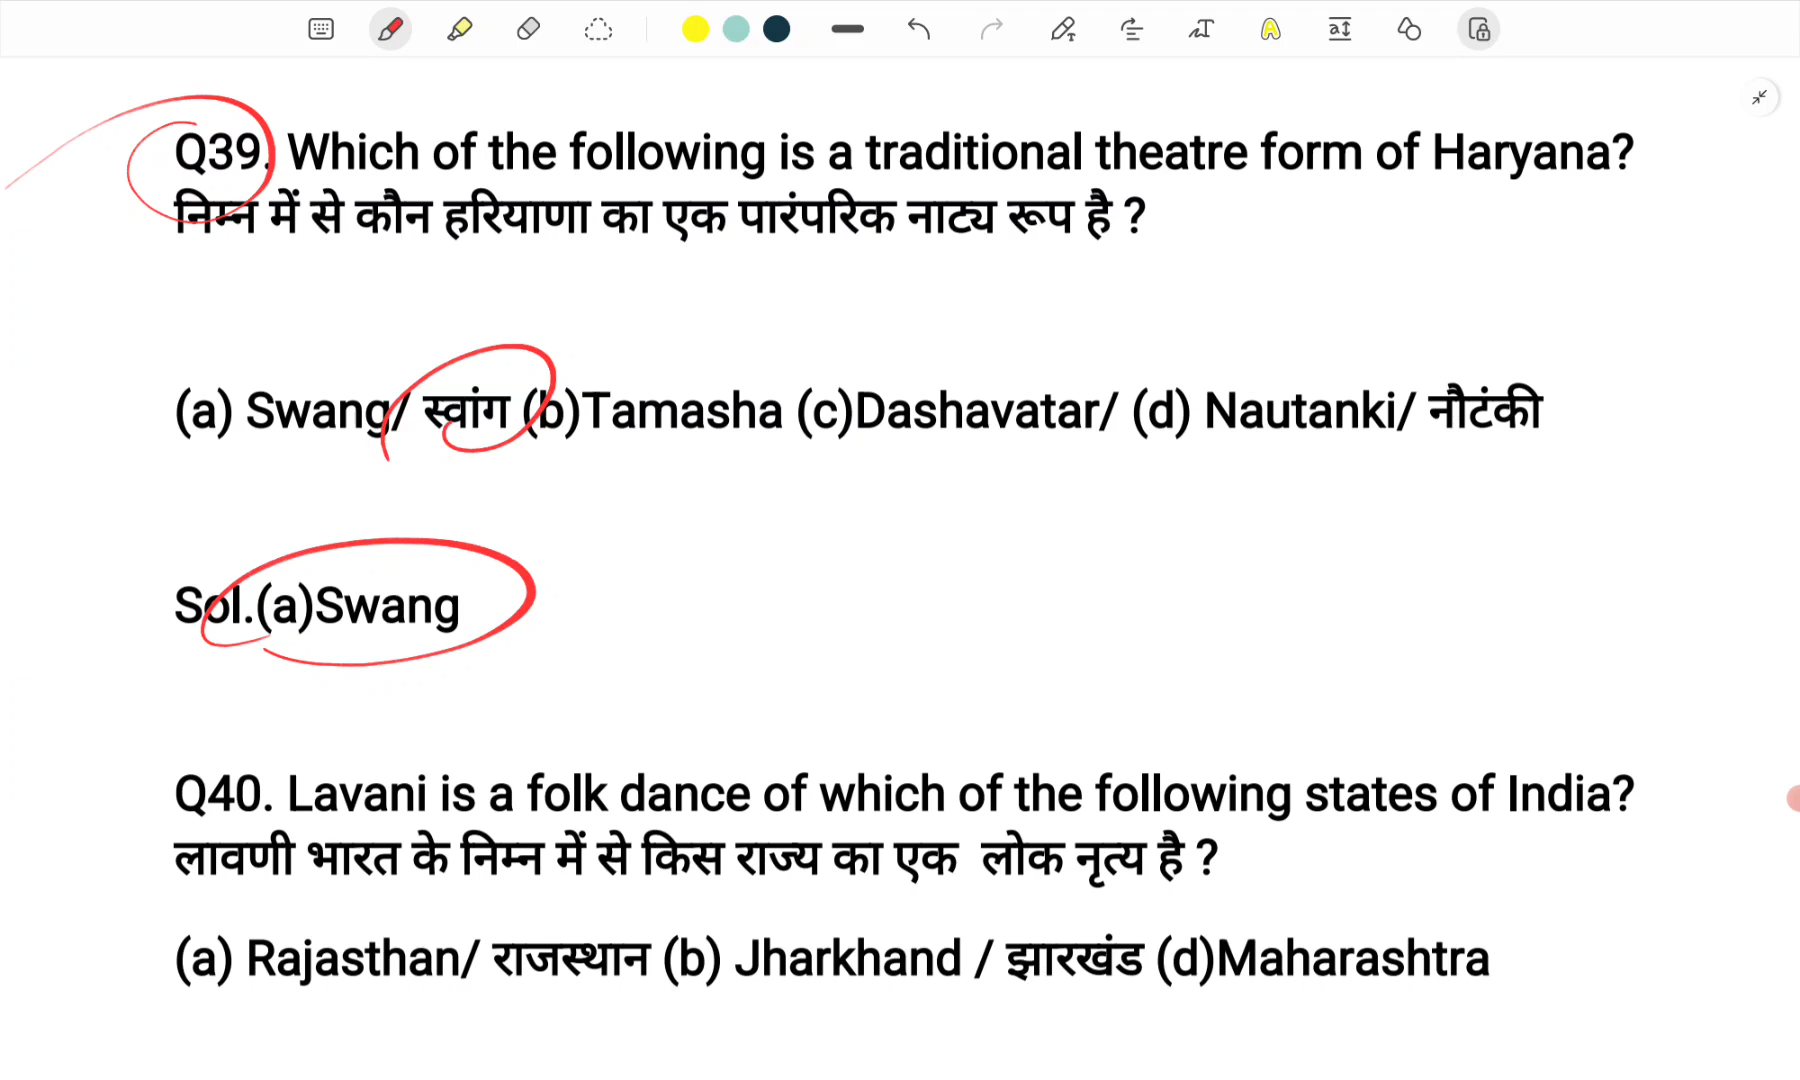 Q39. Which of the following is a traditional theatre form of Haryana?
निम्न में से कौन हरियाणा का एक पारंपरिक नाट्य रूप है ?
(a) Swang/ स्वांग (b)Tamasha (c)Dashavatar/ (d) Nautanki/ नौटंकी
Sol.(a)Swang
Q40. Lavani is a folk dance of which of the following states of India?
लावणी भारत के निम्न में से किस राज्य का एक लोक नृत्य है ?
(a) Rajasthan/ राजस्थान (b) Jharkhand / झारखंड (d)Maharashtra